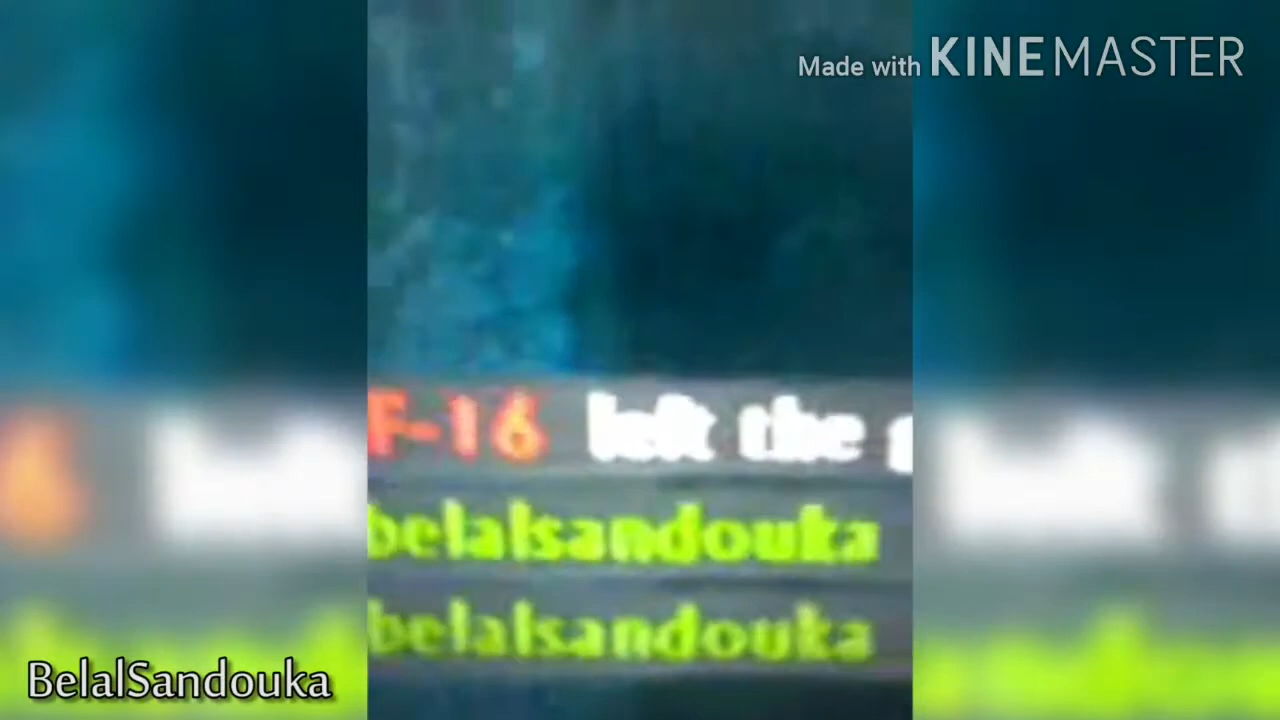 Made with KINEMASTER
F-16 left the
belalsandouka
belalsandouka
BelalSandouka